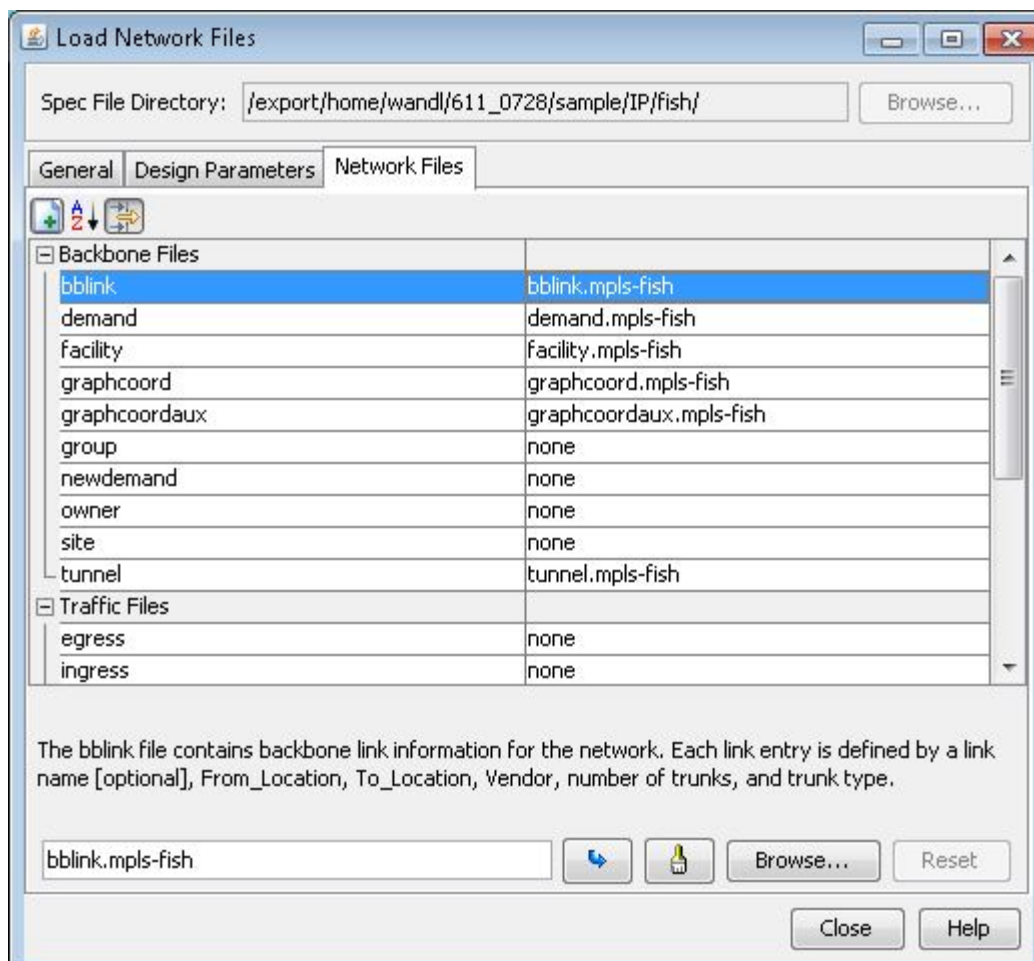 Load Network Files
Spec File Directory: /export/home/wandl/611_0728/sample/IP/fish/ Browse...
General Design Parameters Network Files
A
Z
Backbone Files
bblink bblink.mpls-fish
demand demand.mpls-fish
facility facility.mpls-fish
graphcoord graphcoord.mpls-fish
graphcoordaux graphcoordaux.mpls-fish
group none
newdemand none
owner none
site none
tunnel tunnel.mpls-fish
Traffic Files
egress none
ingress none
The bblink file contains backbone link information for the network. Each link entry is defined by a link
name [optional], From_Location, To_Location, Vendor, number of trunks, and trunk type.
bblink.mpls-fish Browse... Reset
Close Help